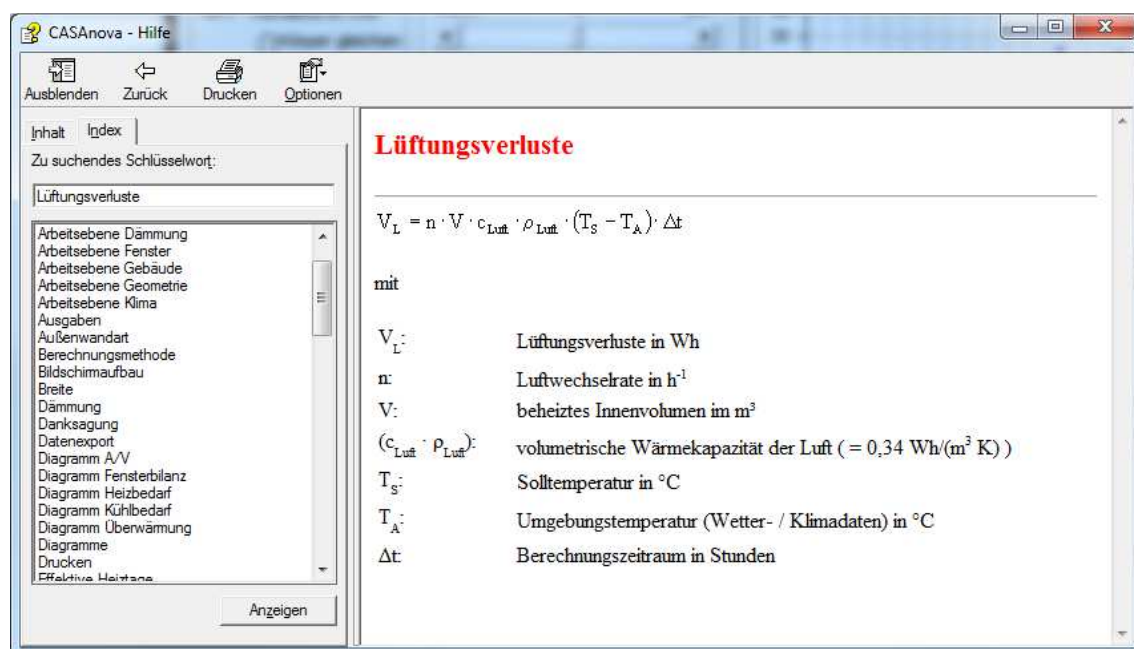 CASAnova - Hilfe
Ausblenden Zurück Drucken Optionen
Inhalt Index
Zu suchendes Schlüsselwort:
Lüftungsverluste
Arbeitsebene Dämmung
Arbeitsebene Fenster
Arbeitsebene Gebäude
Arbeitsebene Geometrie
Arbeitsebene Klima
Ausgaben
Außenwandart
Berechnungsmethode
Bildschirmaufbau
Breite
Dämmung
Danksagung
Datenexport
Diagramm A/V
Diagramm Fensterbilanz
Diagramm Heizbedarf
Diagramm Kühlbedarf
Diagramm Überwärmung
Diagramme
Drucken
Effektive Heiztage
Anzeigen
Lüftungsverluste
V_L = n · V · c_Luft · ρ_Luft · (T_S − T_A) · Δt
mit
V_L: Lüftungsverluste in Wh
n: Luftwechselrate in h⁻¹
V: beheiztes Innenvolumen im m³
(c_Luft · ρ_Luft): volumetrische Wärmekapazität der Luft ( = 0,34 Wh/(m³ K) )
T_S: Solltemperatur in °C
T_A: Umgebungstemperatur (Wetter- / Klimadaten) in °C
Δt: Berechnungszeitraum in Stunden